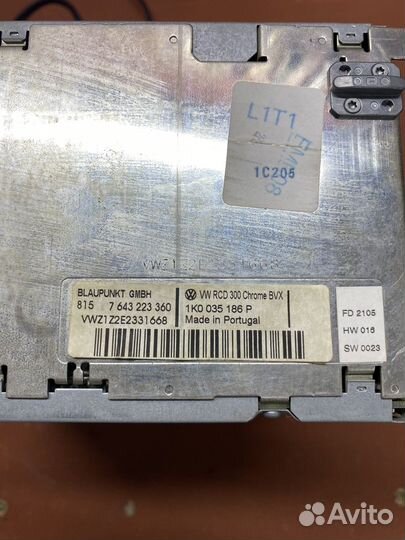 L1T1
1C205
BLAUPUNKT GMBH
815 7 643 223 360
VWZ1Z2E2331668
VW RCD 300 Chrome BVX
1K0 035 186 P
Made in Portugal
FD 2105
HW 016
SW 0023
Avito